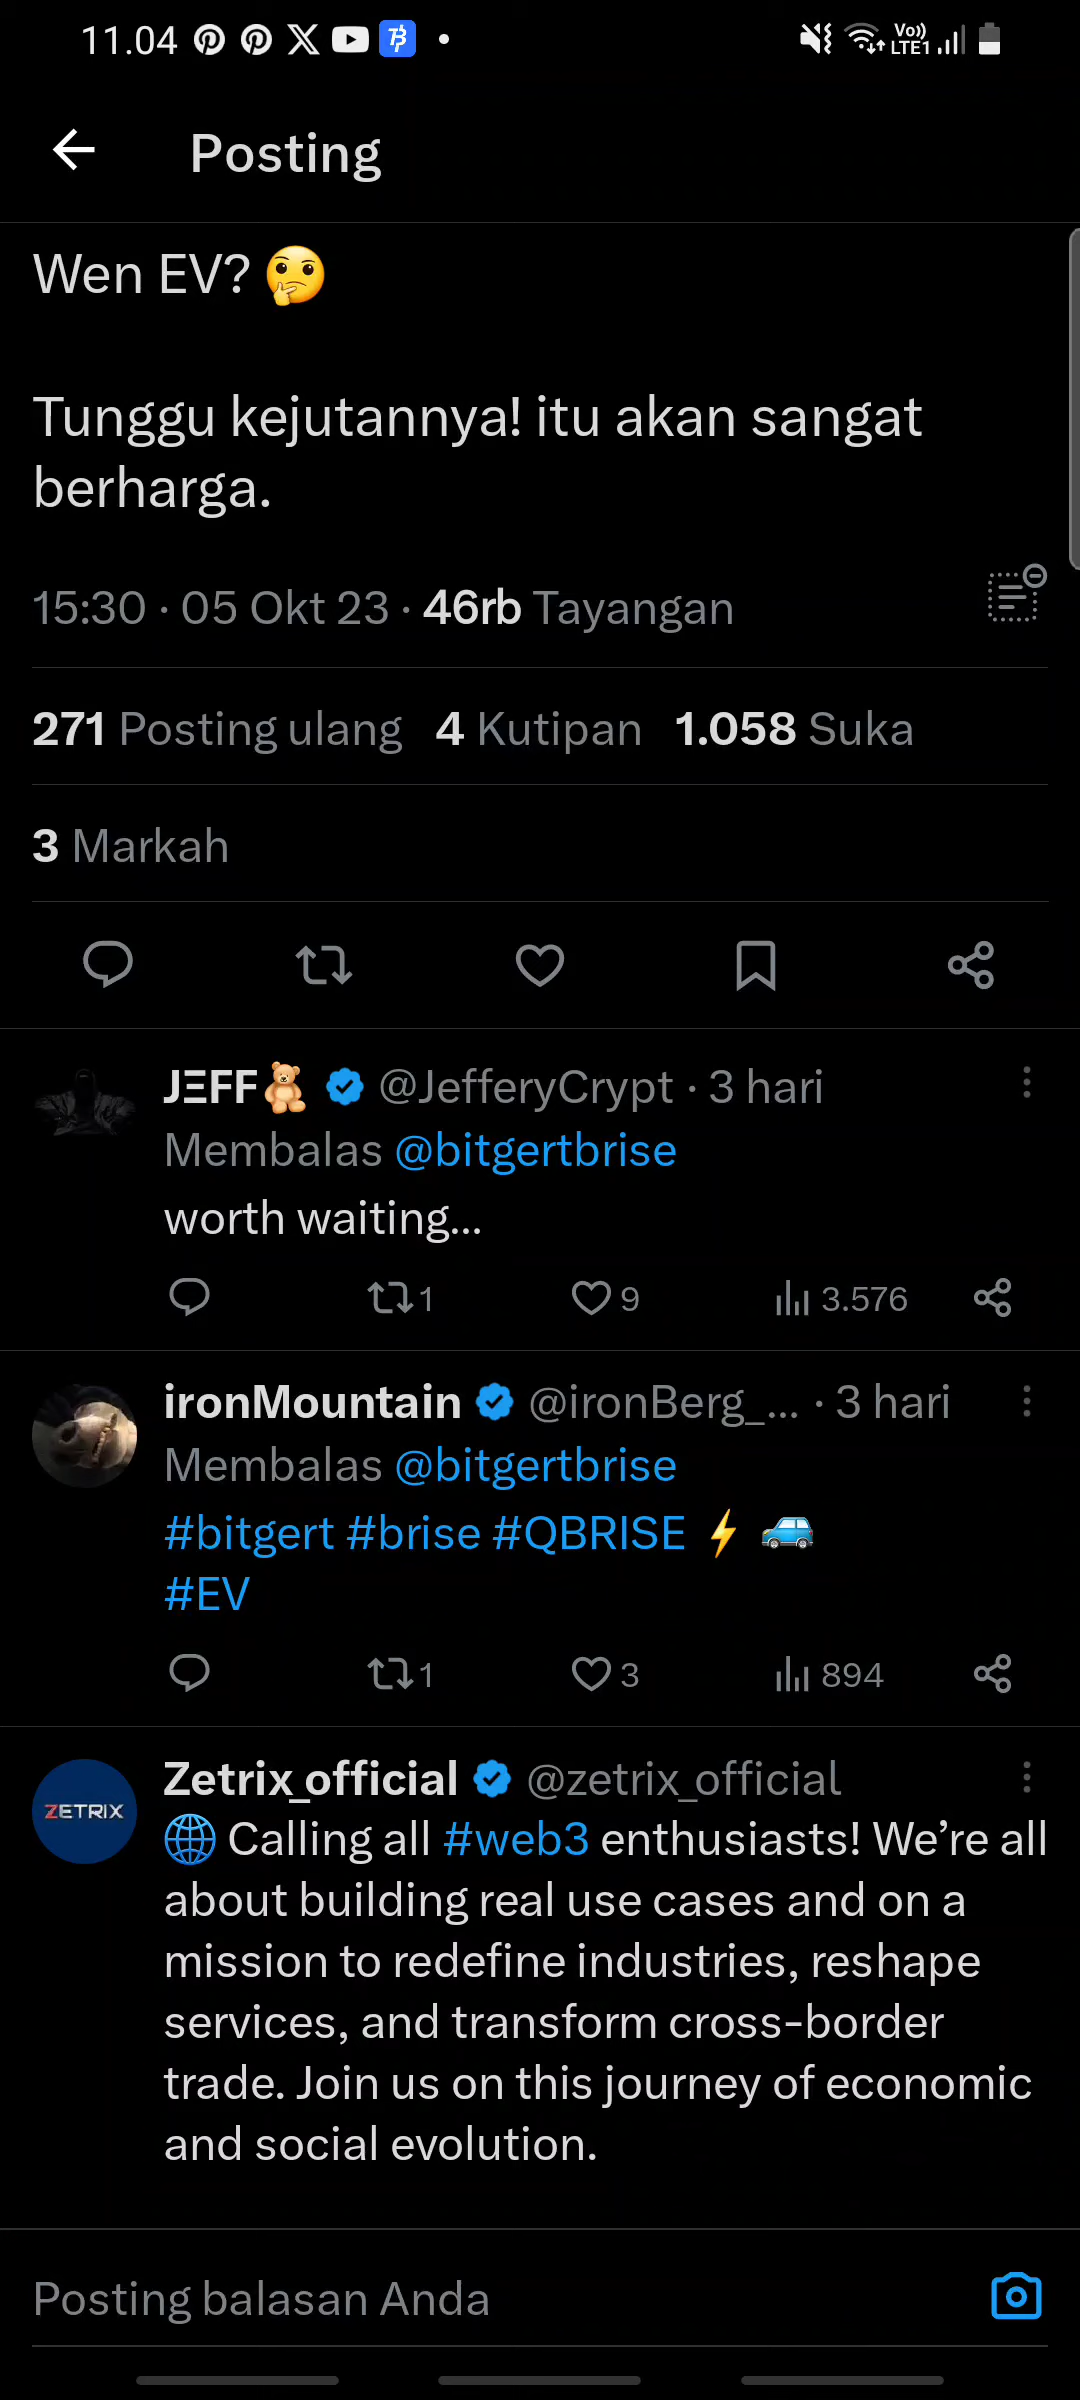 11.04
Vo))
LTE1
Posting
Wen EV? 🤔
Tunggu kejutannya! itu akan sangat
berharga.
15:30 · 05 Okt 23 · 46rb Tayangan
271 Posting ulang 4 Kutipan 1.058 Suka
3 Markah
JΞFF🧸 @JefferyCrypt · 3 hari
Membalas @bitgertbrise
worth waiting...
1 9 3.576
ironMountain @ironBerg_... · 3 hari
Membalas @bitgertbrise
#bitgert #brise #QBRISE ⚡ 🚙
#EV
1 3 894
ZETRIX
Zetrix_official @zetrix_official
🌐 Calling all #web3 enthusiasts! We’re all
about building real use cases and on a
mission to redefine industries, reshape
services, and transform cross-border
trade. Join us on this journey of economic
and social evolution.
Posting balasan Anda